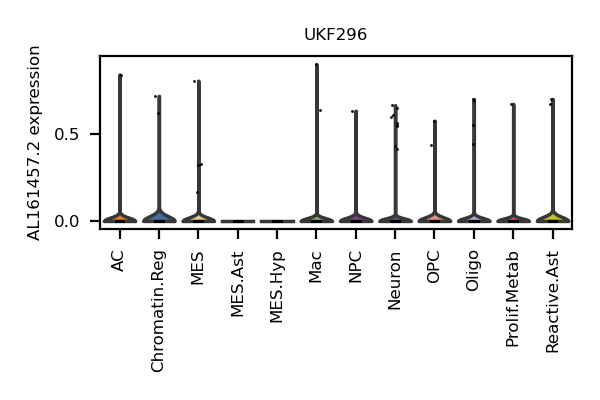 UKF296
AL161457.2 expression
0.5
0.0
AC
Chromatin.Reg
MES
MES.Ast
MES.Hyp
Mac
NPC
Neuron
OPC
Oligo
Prolif.Metab
Reactive.Ast